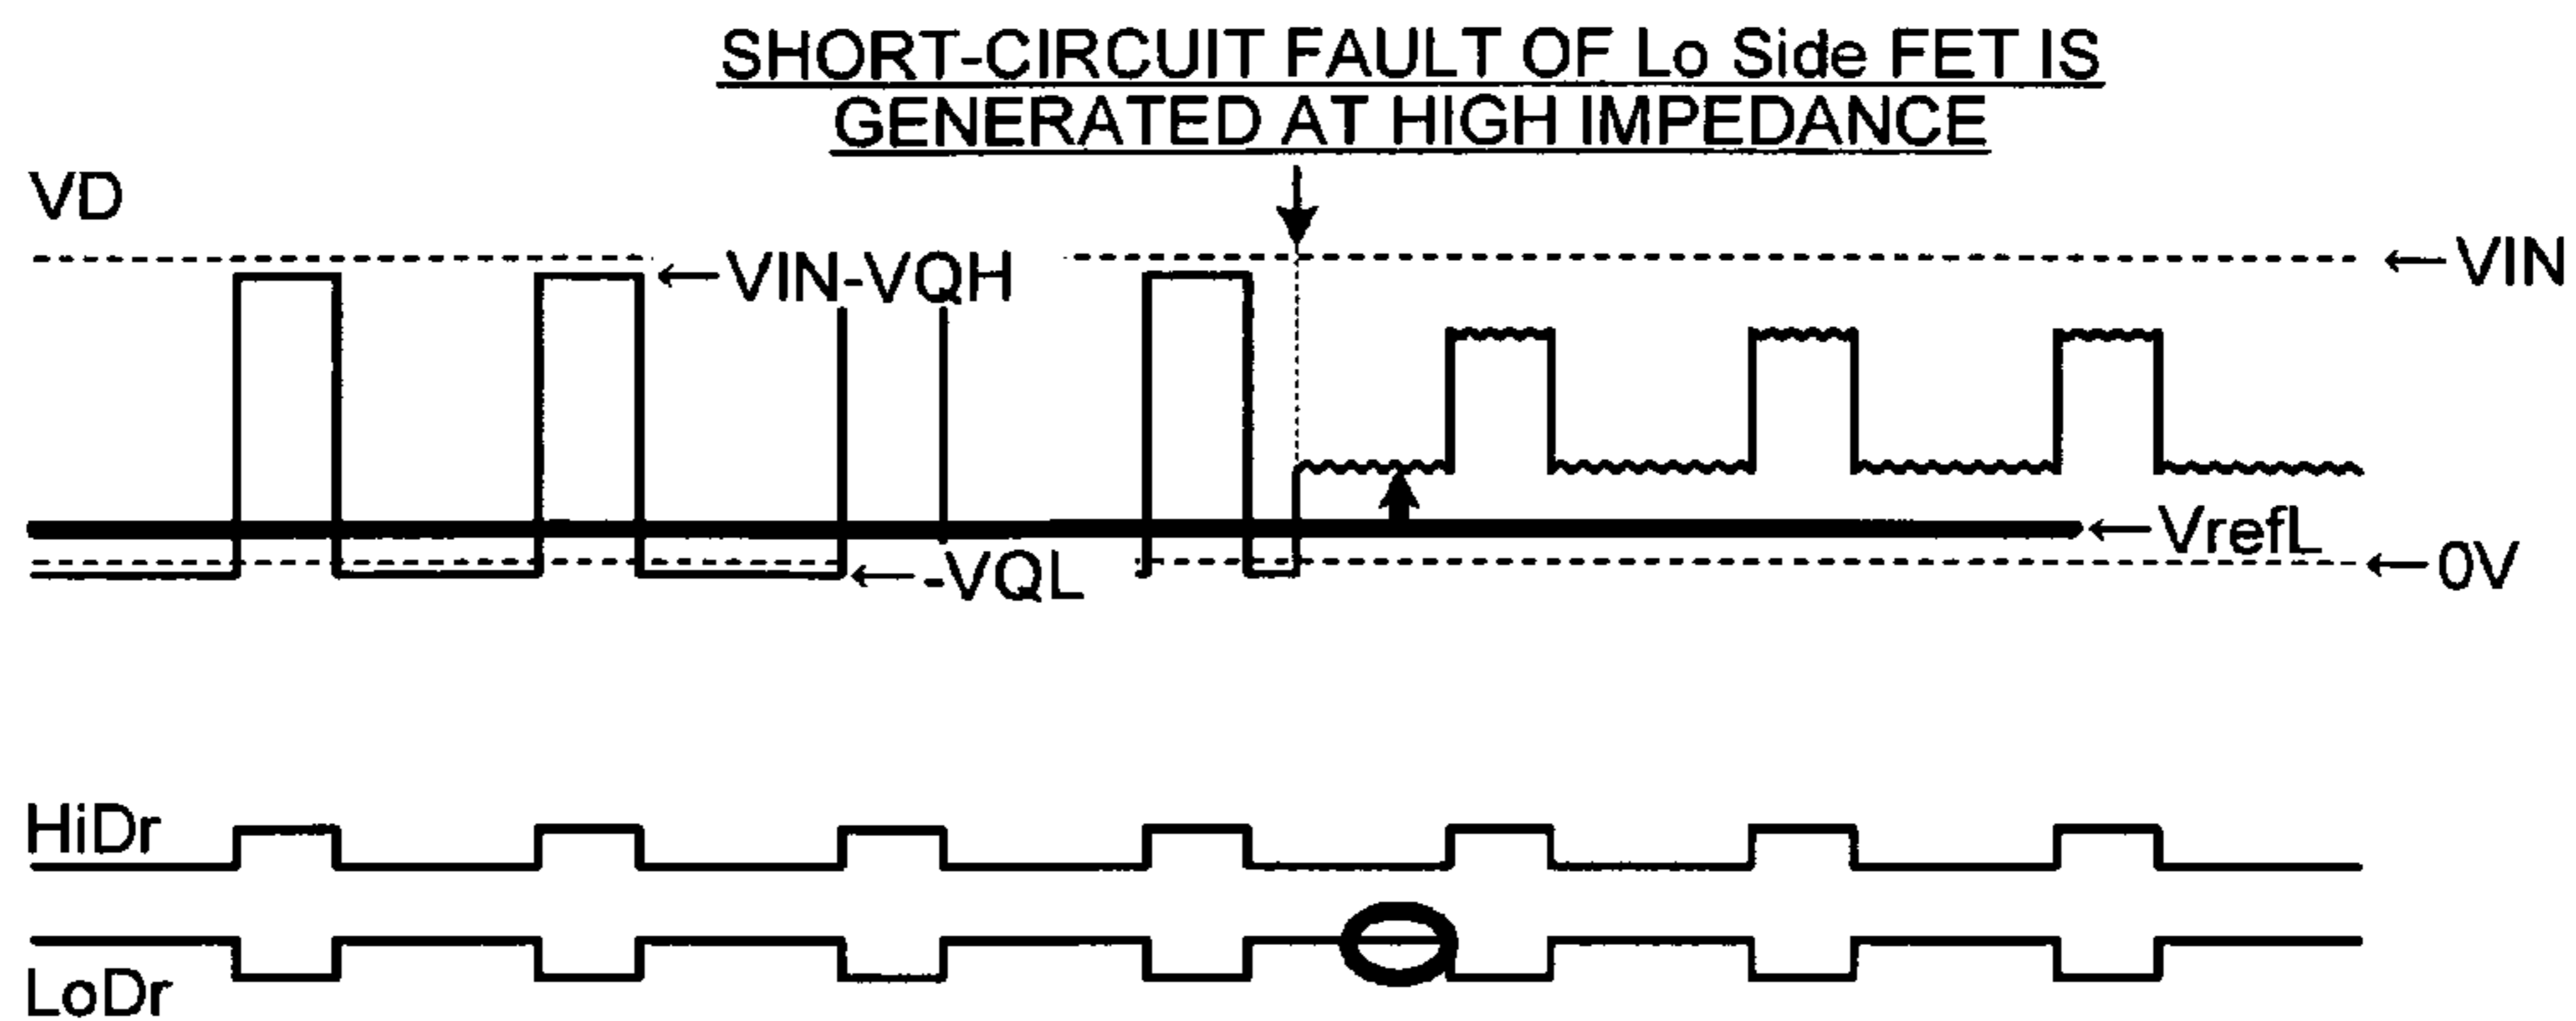 SHORT-CIRCUIT FAULT OF Lo Side FET IS
GENERATED AT HIGH IMPEDANCE
VD
VIN-VQH
VIN
VrefL
-VQL
0V
HiDr
LoDr